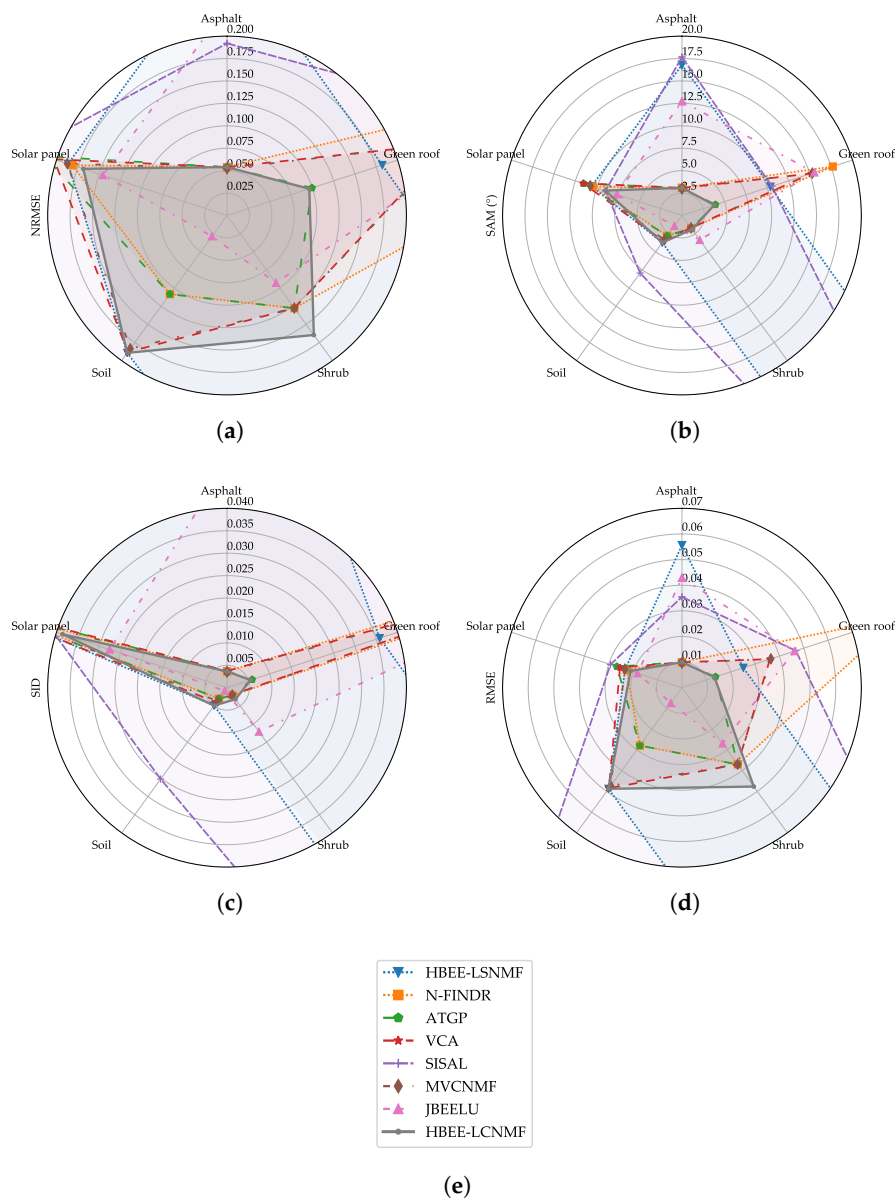 Asphalt
0.200
0.175
0.150
0.125
0.100
0.075
0.050
0.025
Solar panel
Green roof
NRMSE
Soil
Shrub
(a)
Asphalt
20.0
17.5
15.0
12.5
10.0
7.5
5.0
2.5
Solar panel
Green roof
SAM (°)
Soil
Shrub
(b)
Asphalt
0.040
0.035
0.030
0.025
0.020
0.015
0.010
0.005
Solar panel
Green roof
SID
Soil
Shrub
(c)
Asphalt
0.07
0.06
0.05
0.04
0.03
0.02
0.01
Solar panel
Green roof
RMSE
Soil
Shrub
(d)
HBEE-LSNMF
N-FINDR
ATGP
VCA
SISAL
MVCNMF
JBEELU
HBEE-LCNMF
(e)